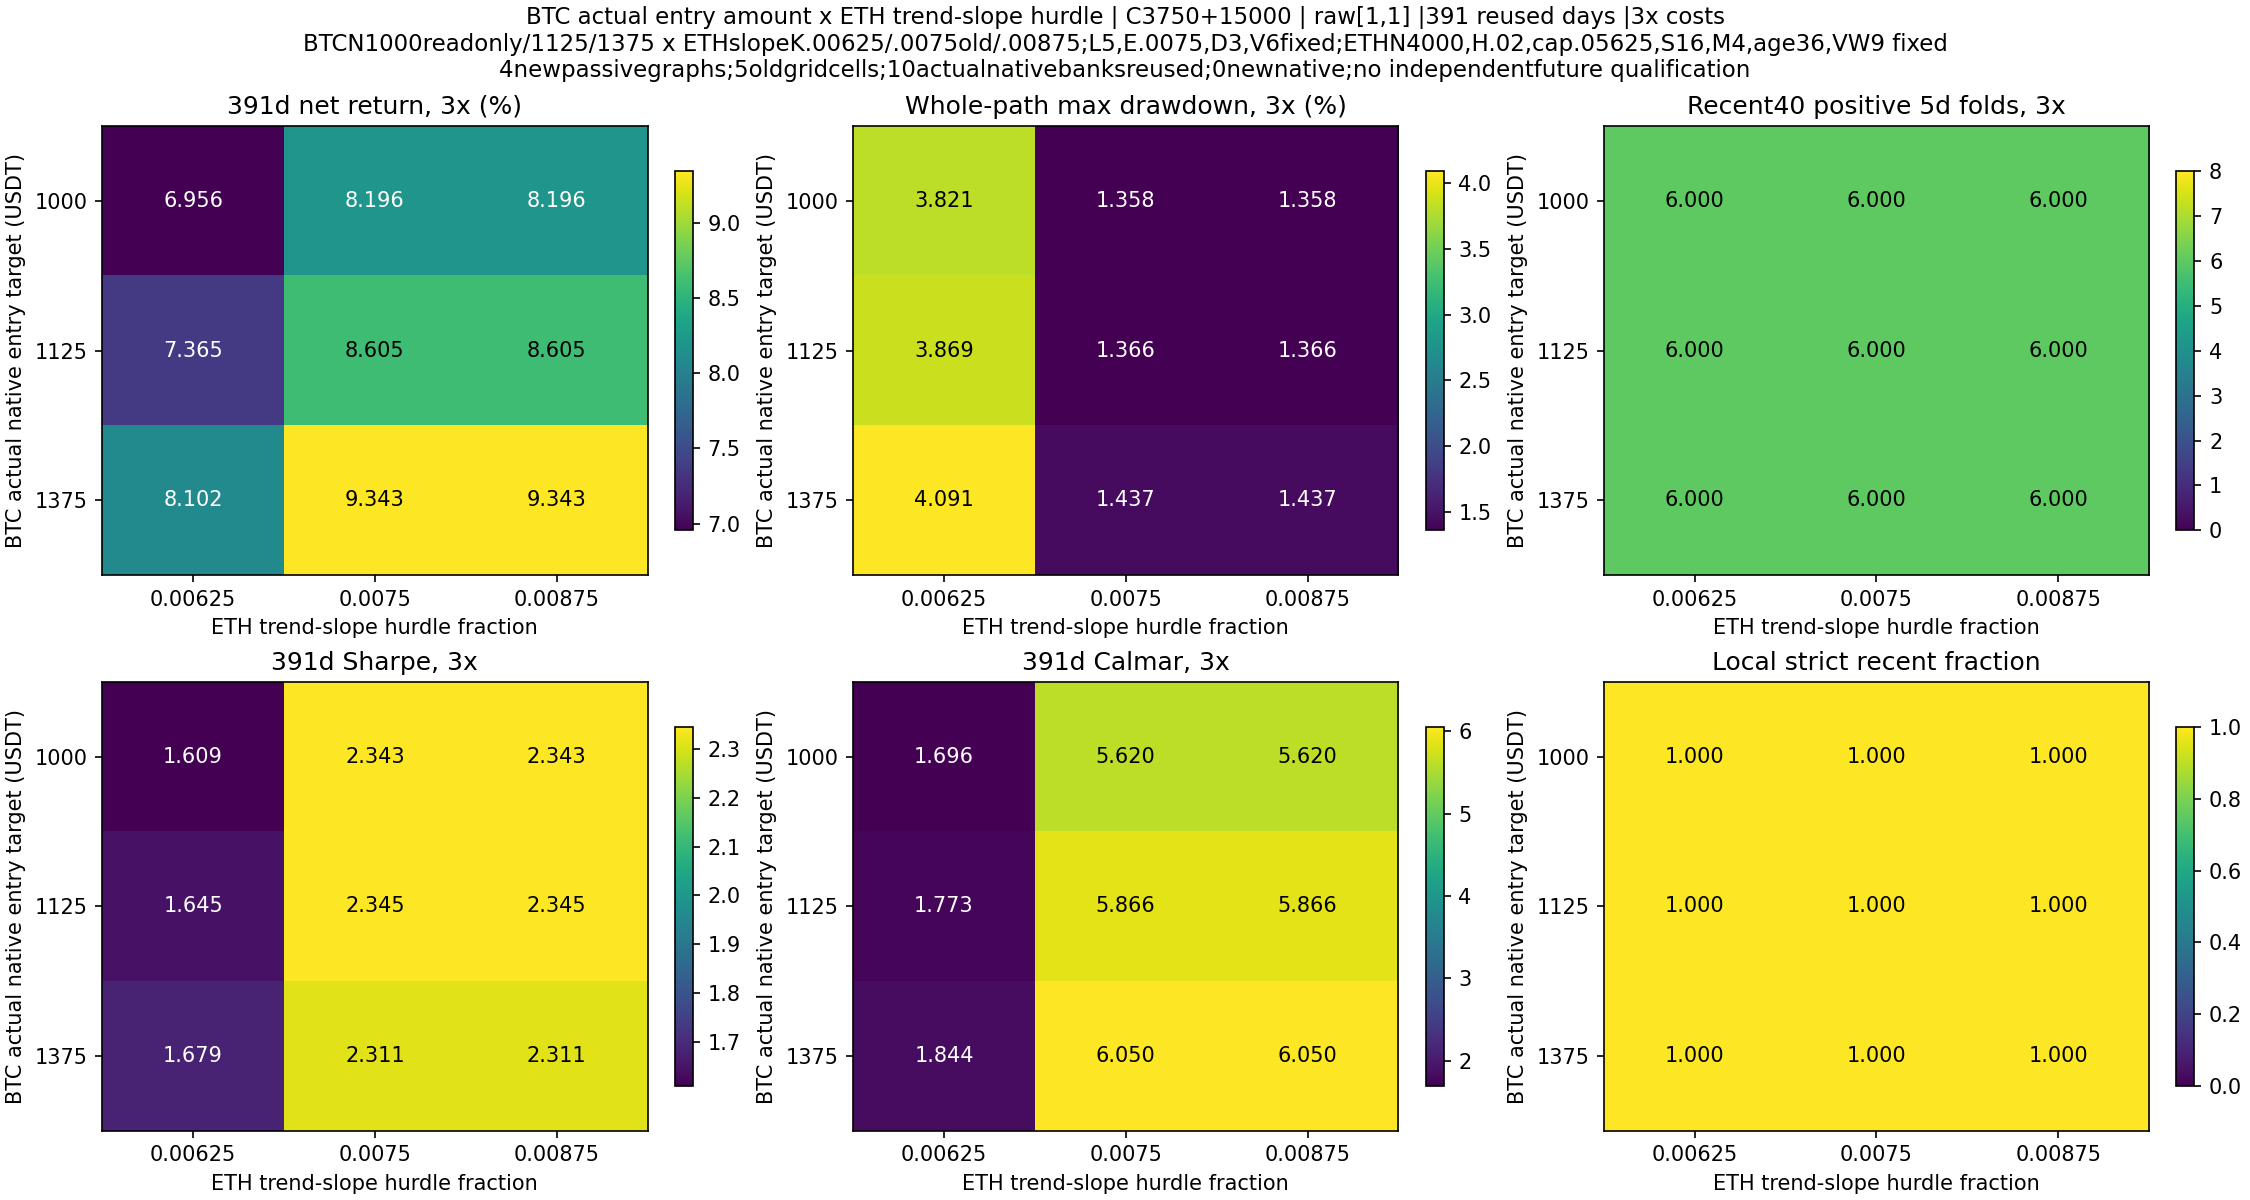 BTC actual entry amount x ETH trend-slope hurdle | C3750+15000 | raw[1,1] |391 reused days |3x costs
BTCN1000readonly/1125/1375 x ETHslopeK.00625/.0075old/.00875;L5,E.0075,D3,V6fixed;ETHN4000,H.02,cap.05625,S16,M4,age36,VW9 fixed
4newpassivegraphs;5oldgridcells;10actualnativebanksreused;0newnative;no independentfuture qualification
391d net return, 3x (%)
BTC actual native entry target (USDT)
1000
1125
1375
6.956 8.196 8.196
7.365 8.605 8.605
8.102 9.343 9.343
0.00625 0.0075 0.00875
ETH trend-slope hurdle fraction
9.0
8.5
8.0
7.5
7.0
Whole-path max drawdown, 3x (%)
BTC actual native entry target (USDT)
1000
1125
1375
3.821 1.358 1.358
3.869 1.366 1.366
4.091 1.437 1.437
0.00625 0.0075 0.00875
ETH trend-slope hurdle fraction
4.0
3.5
3.0
2.5
2.0
1.5
Recent40 positive 5d folds, 3x
BTC actual native entry target (USDT)
1000
1125
1375
6.000 6.000 6.000
6.000 6.000 6.000
6.000 6.000 6.000
0.00625 0.0075 0.00875
ETH trend-slope hurdle fraction
8
7
6
5
4
3
2
1
0
391d Sharpe, 3x
BTC actual native entry target (USDT)
1000
1125
1375
1.609 2.343 2.343
1.645 2.345 2.345
1.679 2.311 2.311
0.00625 0.0075 0.00875
ETH trend-slope hurdle fraction
2.3
2.2
2.1
2.0
1.9
1.8
1.7
391d Calmar, 3x
BTC actual native entry target (USDT)
1000
1125
1375
1.696 5.620 5.620
1.773 5.866 5.866
1.844 6.050 6.050
0.00625 0.0075 0.00875
ETH trend-slope hurdle fraction
6
5
4
3
2
Local strict recent fraction
BTC actual native entry target (USDT)
1000
1125
1375
1.000 1.000 1.000
1.000 1.000 1.000
1.000 1.000 1.000
0.00625 0.0075 0.00875
ETH trend-slope hurdle fraction
1.0
0.8
0.6
0.4
0.2
0.0